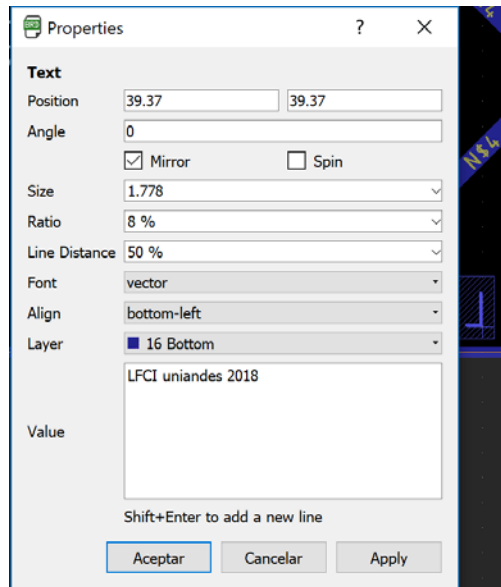 Properties
?
Text
Position 39.37 39.37
Angle 0
Mirror Spin
Size 1.778
Ratio 8 %
Line Distance 50 %
Font vector
Align bottom-left
Layer 16 Bottom
Value LFCI uniandes 2018
Shift+Enter to add a new line
Aceptar Cancelar Apply
N$4